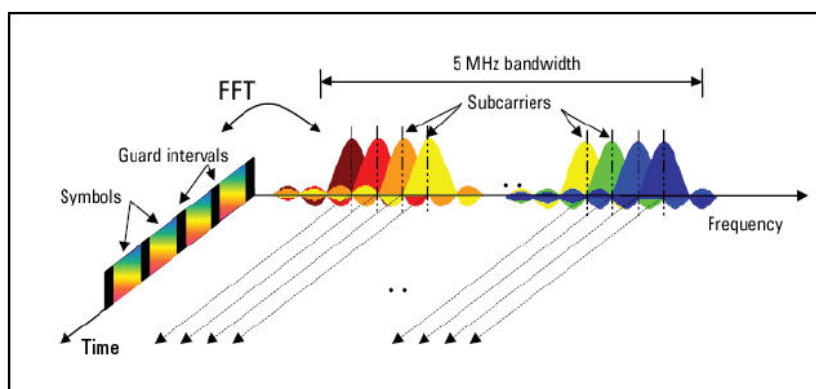 5 MHz bandwidth
FFT
Subcarriers
Guard intervals
Symbols
Frequency
Time